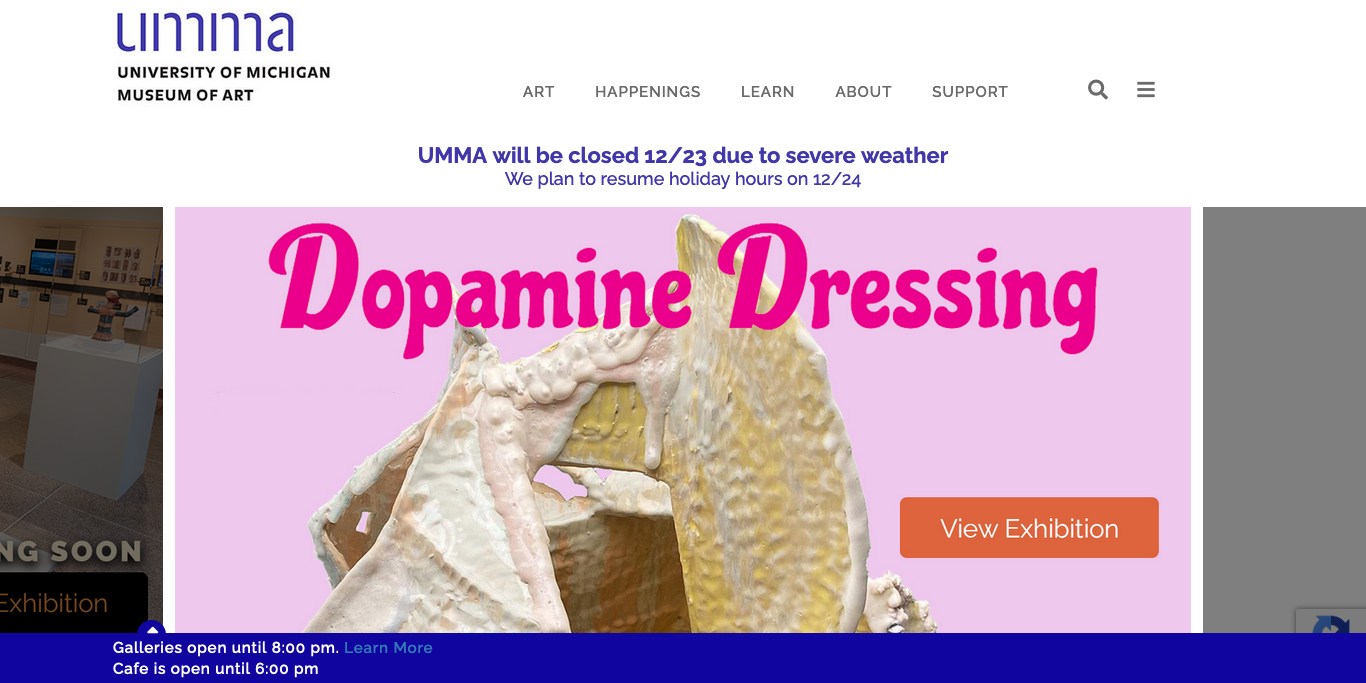 umma
UNIVERSITY OF MICHIGAN
MUSEUM OF ART
ART HAPPENINGS LEARN ABOUT SUPPORT
UMMA will be closed 12/23 due to severe weather
We plan to resume holiday hours on 12/24
Dopamine Dressing
View Exhibition
NG SOON
Exhibition
Galleries open until 8:00 pm. Learn More
Cafe is open until 6:00 pm